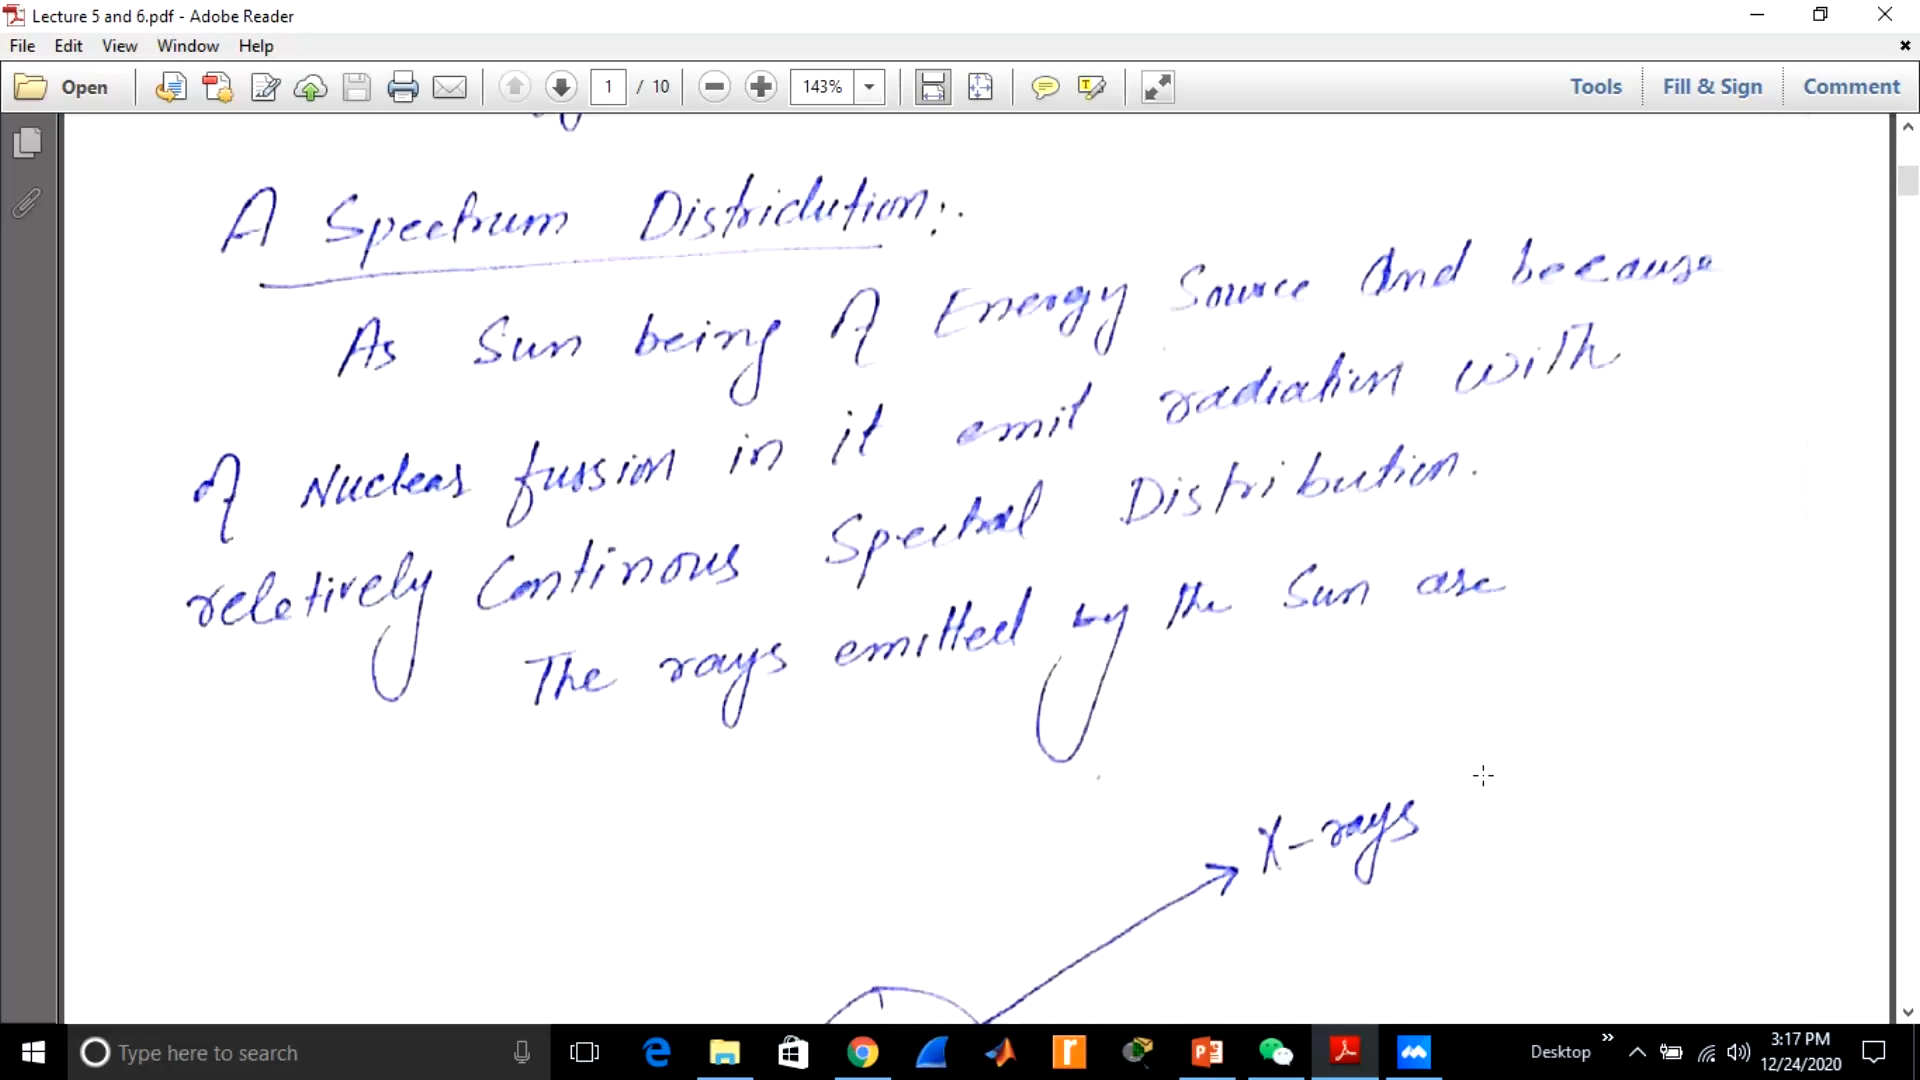 Lecture 5 and 6.pdf - Adobe Reader
File Edit View Window Help
Open 1 / 10 143% Tools Fill & Sign Comment
A Spectrum Distridution:.
As Sun being A Energy Source And because
of Nuclear fussion in it emit radiation with
reletively Continous Spectral Distribution.
The rays emitted by the Sun are
X-rays
Type here to search Desktop 3:17 PM
12/24/2020